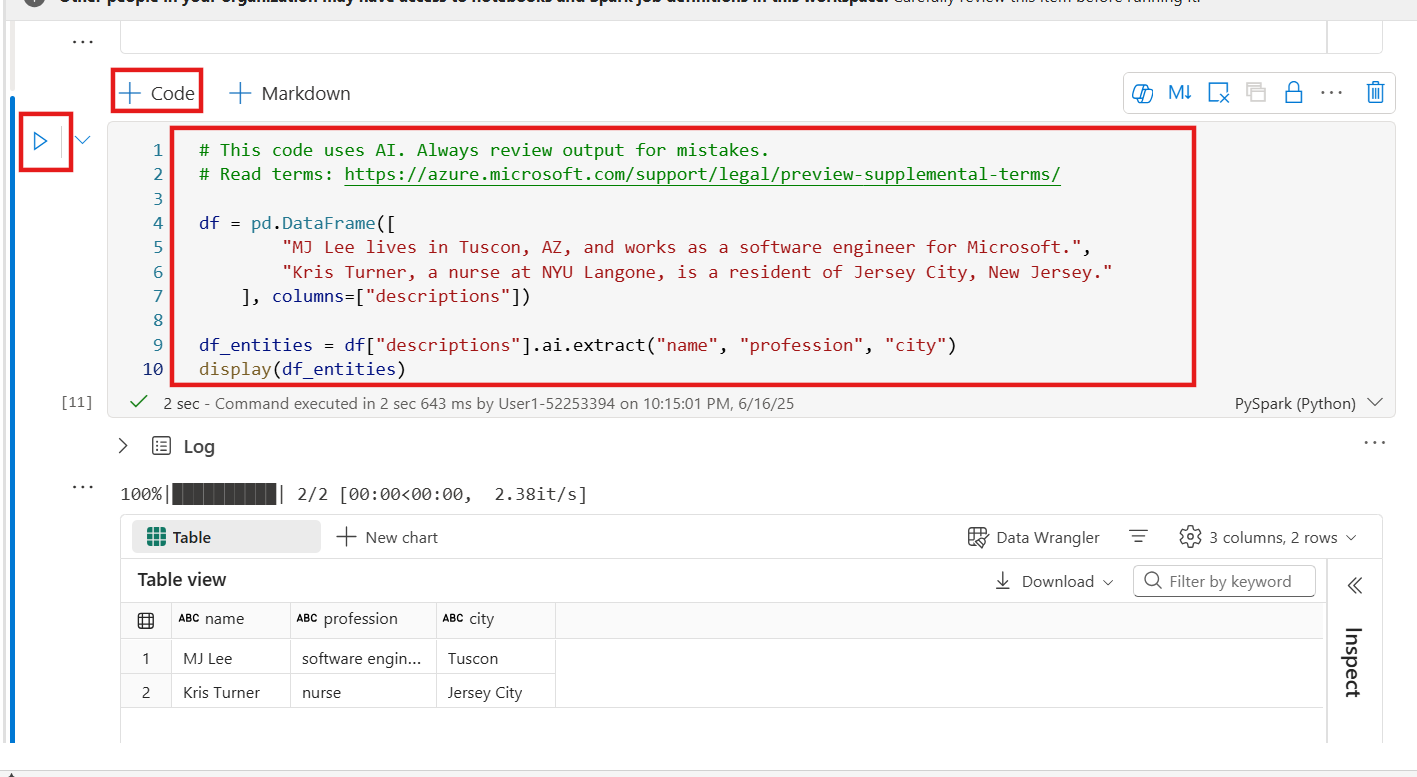 Other people in your organization may have access to notebooks and Spark job definitions in this workspace. Carefully review this item before running it.
Code
Markdown
M↓
1 # This code uses AI. Always review output for mistakes.
2 # Read terms: https://azure.microsoft.com/support/legal/preview-supplemental-terms/
3
4 df = pd.DataFrame([
5 "MJ Lee lives in Tuscon, AZ, and works as a software engineer for Microsoft.",
6 "Kris Turner, a nurse at NYU Langone, is a resident of Jersey City, New Jersey."
7 ], columns=["descriptions"])
8
9 df_entities = df["descriptions"].ai.extract("name", "profession", "city")
10 display(df_entities)
[11] 2 sec - Command executed in 2 sec 643 ms by User1-52253394 on 10:15:01 PM, 6/16/25 PySpark (Python)
Log
100%|██████████| 2/2 [00:00<00:00, 2.38it/s]
Table New chart Data Wrangler 3 columns, 2 rows
Table view Download Filter by keyword
ABC name ABC profession ABC city
1 MJ Lee software engin... Tuscon
2 Kris Turner nurse Jersey City
Inspect